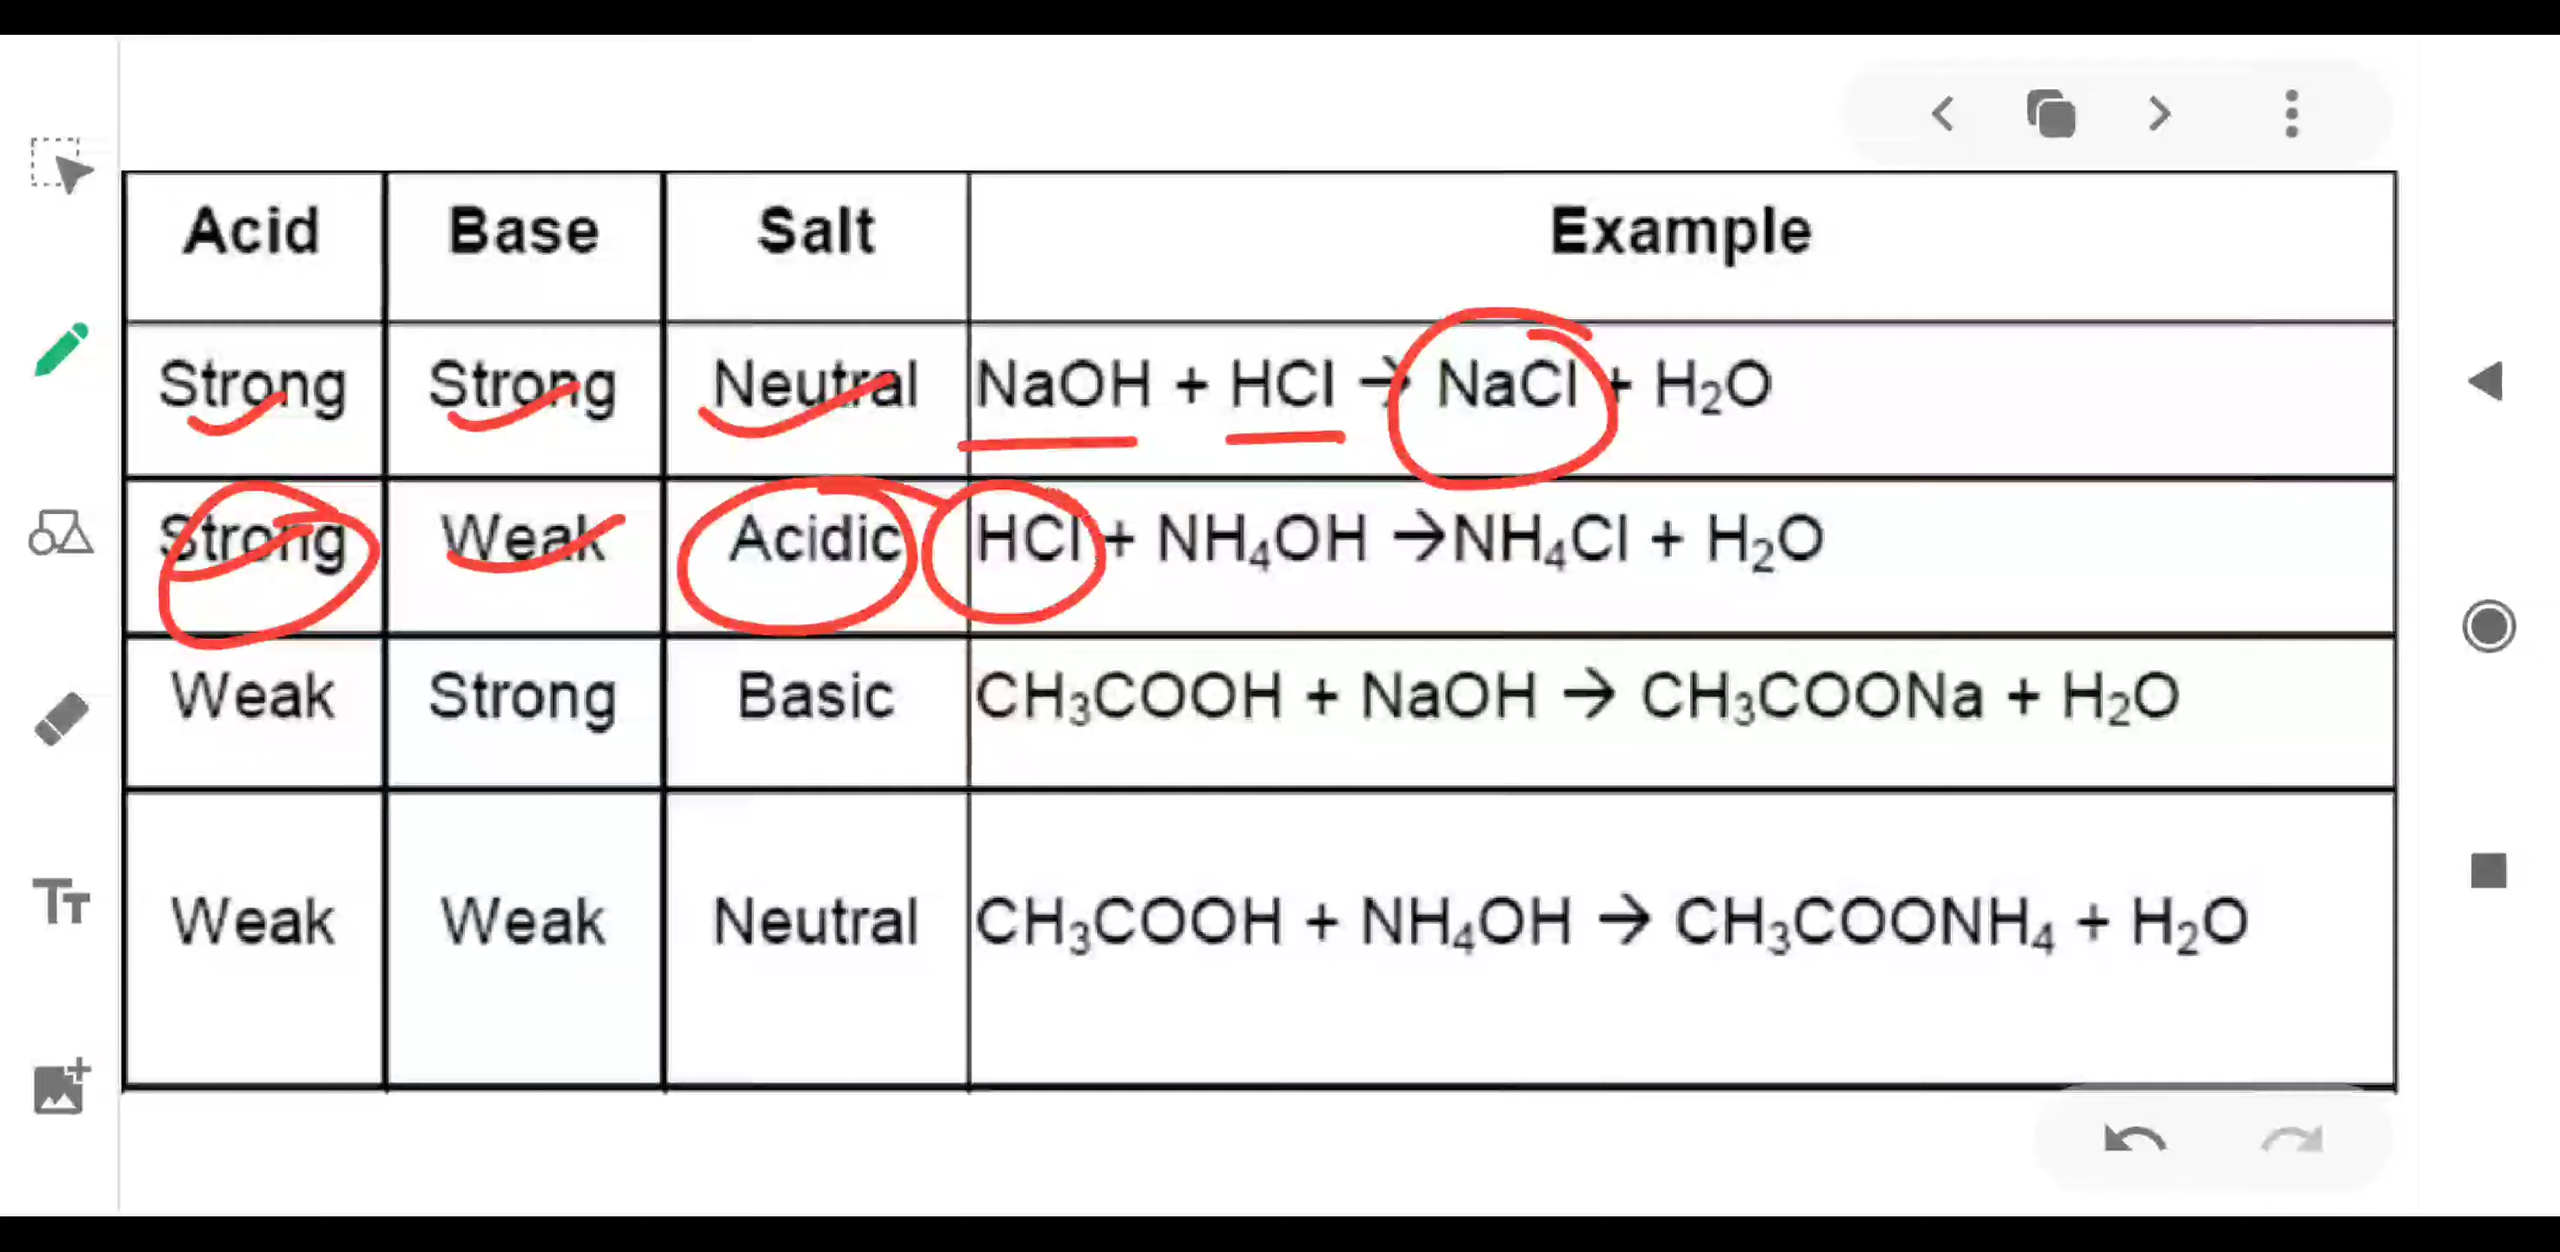 Acid Base Salt Example
Strong Strong Neutral NaOH + HCl → NaCl + H₂O
Strong Weak Acidic HCl + NH₄OH →NH₄Cl + H₂O
Weak Strong Basic CH₃COOH + NaOH → CH₃COONa + H₂O
Weak Weak Neutral CH₃COOH + NH₄OH → CH₃COONH₄ + H₂O
TT